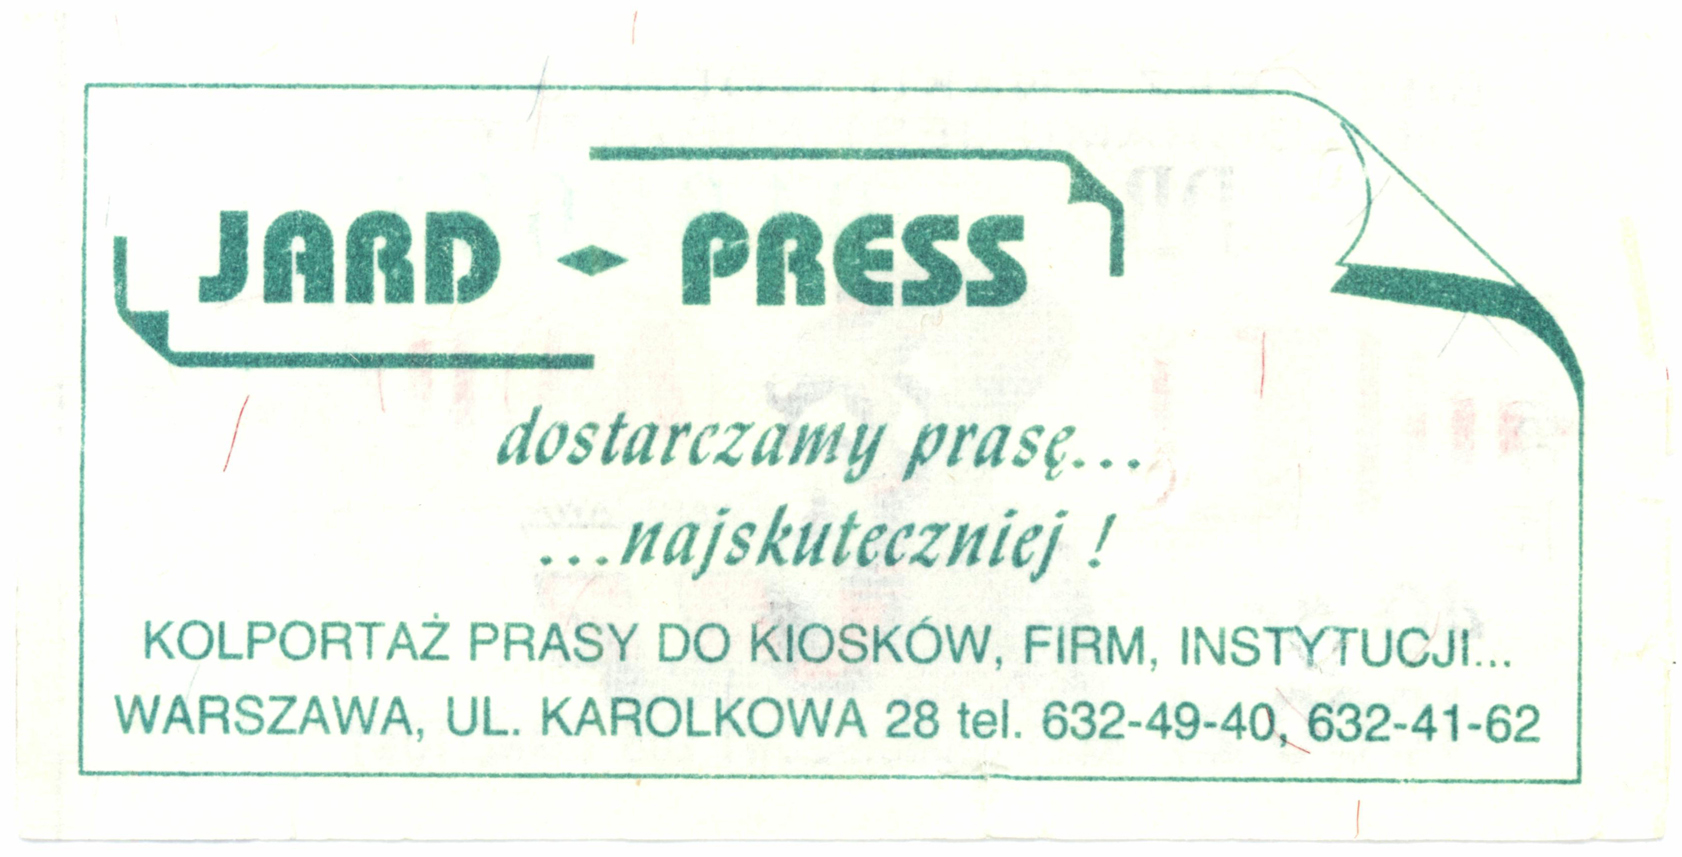 JARD PRESS
dostarczamy prasę...
...najskuteczniej !
KOLPORTAŻ PRASY DO KIOSKÓW, FIRM, INSTYTUCJI...
WARSZAWA, UL. KAROLKOWA 28 tel. 632-49-40, 632-41-62